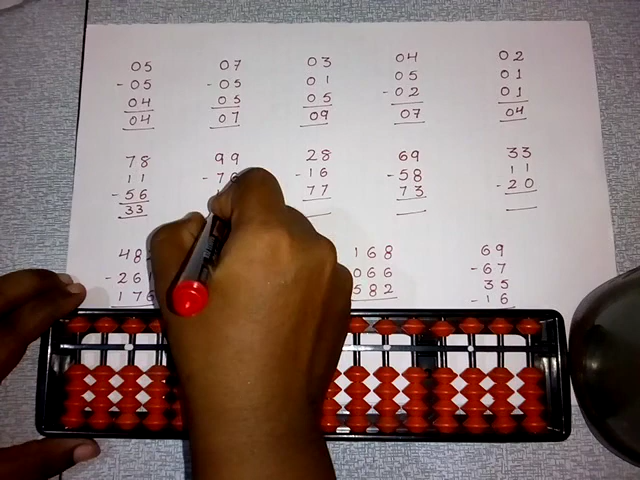 05 07 03 04 02
- 05 - 05 01 05 01
04 05 05 - 02 01
04 07 09 07 04
78 99 28 69 33
11 - 7 - 16 - 58 11
- 56 77 73 - 20
33
48 168 69
- 26 066 - 67
176 582 35
- 16